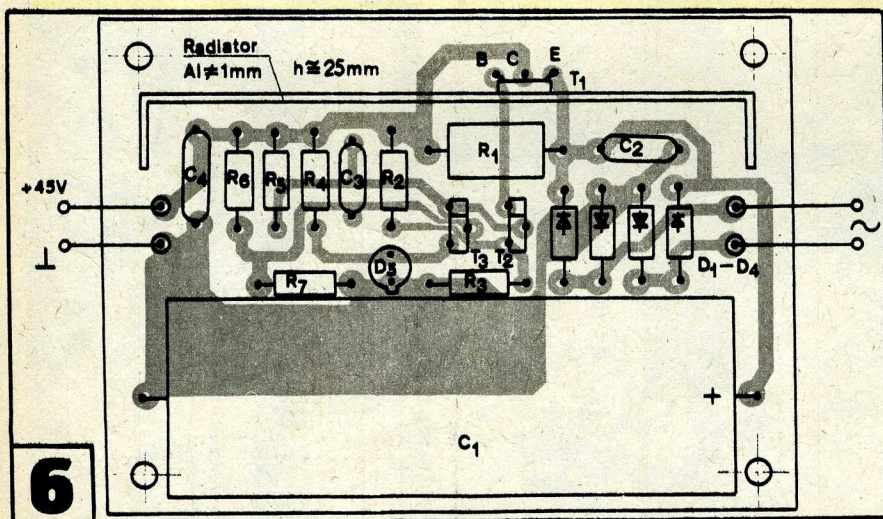 Radiator
Al≠1mm h≅25mm
B C E
T1
C4 R6 R5 R4 C3 R2 R1 C2
+45V
~
⊥
T3 T2
D5
D1–D4
R7 R3
+
C1
6